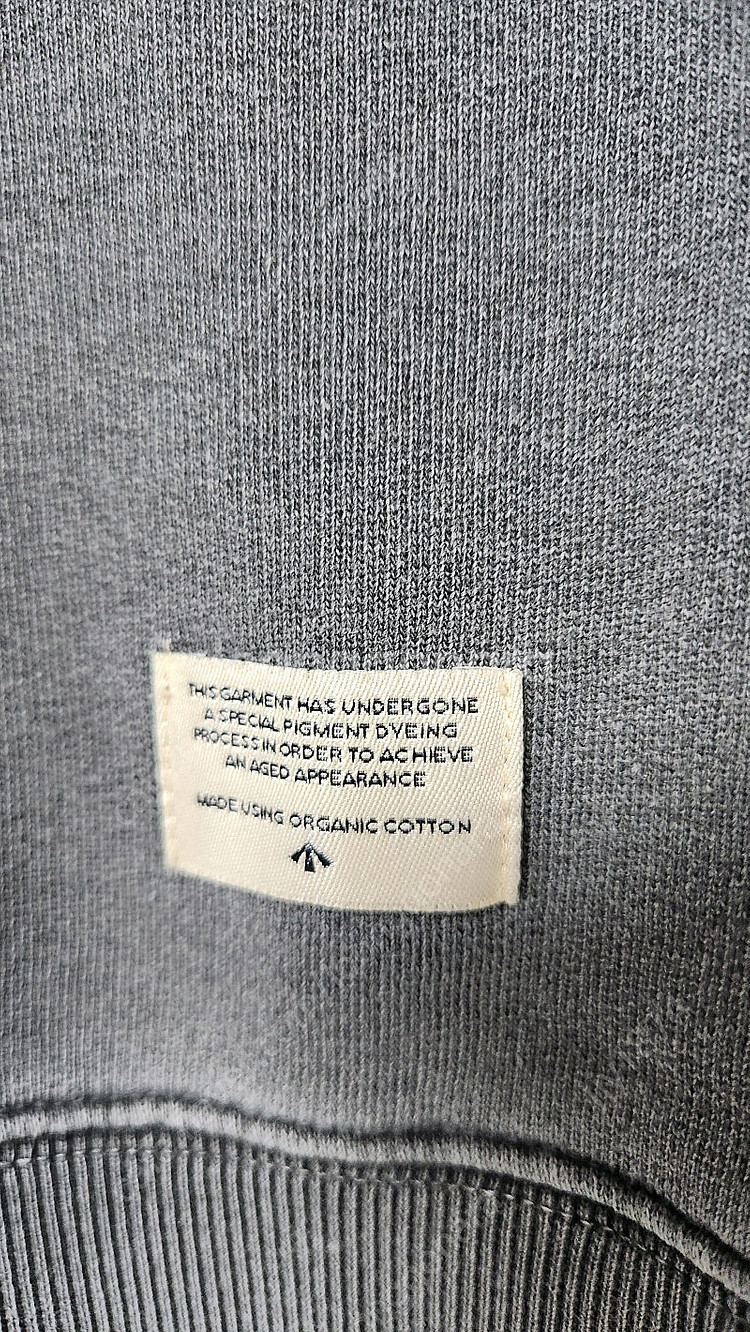 THIS GARMENT HAS UNDERGONE
A SPECIAL PIGMENT DYEING
PROCESS IN ORDER TO ACHIEVE
AN AGED APPEARANCE
MADE USING ORGANIC COTTON